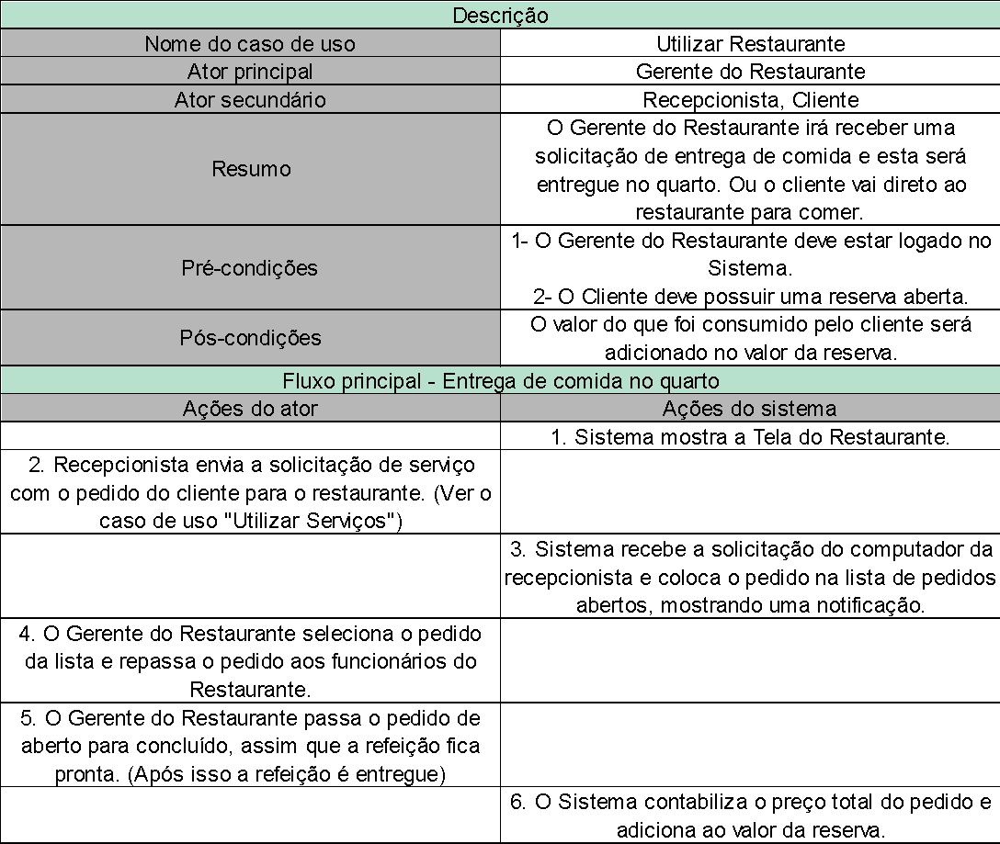 Descrição
Nome do caso de uso
Utilizar Restaurante
Ator principal
Gerente do Restaurante
Ator secundário
Recepcionista, Cliente
Resumo
O Gerente do Restaurante irá receber uma
solicitação de entrega de comida e esta será
entregue no quarto. Ou o cliente vai direto ao
restaurante para comer.
Pré-condições
1- O Gerente do Restaurante deve estar logado no
Sistema.
2- O Cliente deve possuir uma reserva aberta.
Pós-condições
O valor do que foi consumido pelo cliente será
adicionado no valor da reserva.
Fluxo principal - Entrega de comida no quarto
Ações do ator
Ações do sistema
1. Sistema mostra a Tela do Restaurante.
2. Recepcionista envia a solicitação de serviço
com o pedido do cliente para o restaurante. (Ver o
caso de uso "Utilizar Serviços")
3. Sistema recebe a solicitação do computador da
recepcionista e coloca o pedido na lista de pedidos
abertos, mostrando uma notificação.
4. O Gerente do Restaurante seleciona o pedido
da lista e repassa o pedido aos funcionários do
Restaurante.
5. O Gerente do Restaurante passa o pedido de
aberto para concluído, assim que a refeição fica
pronta. (Após isso a refeição é entregue)
6. O Sistema contabiliza o preço total do pedido e
adiciona ao valor da reserva.